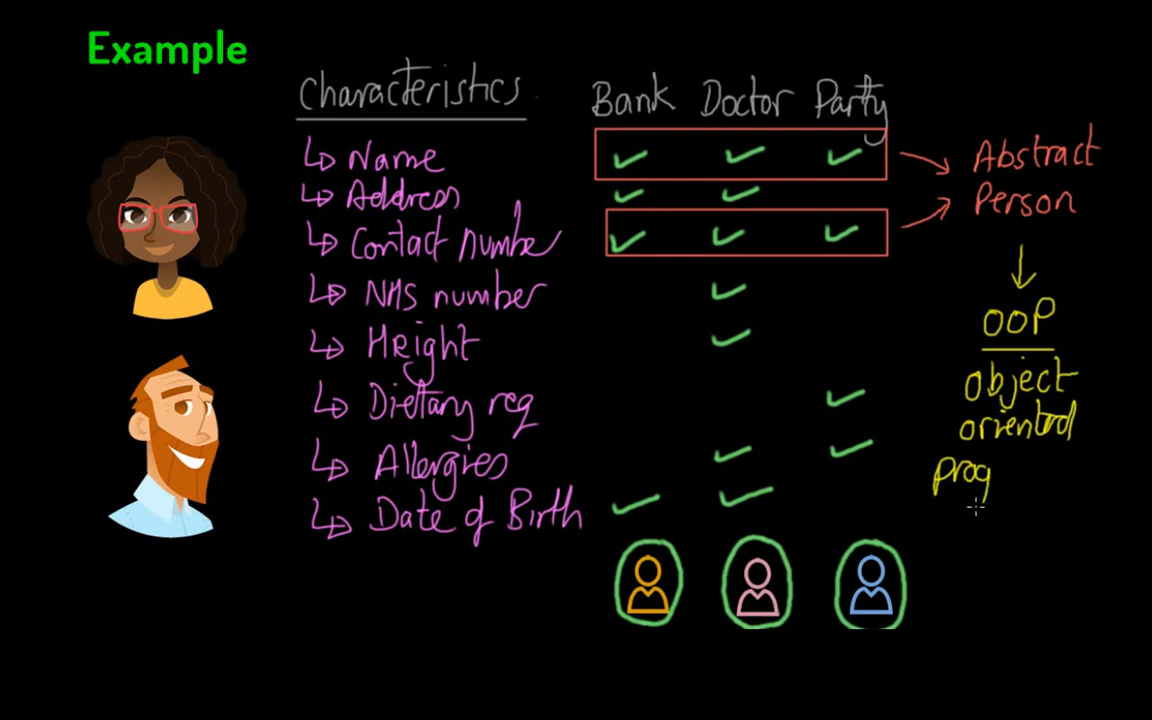 Example
Characteristics Bank Doctor Party
Name
Address
Contact number
NHS number
Height
Diettary req
Allergies
Date of Birth
Abstract
Person
OOP
Object
oriented
prog